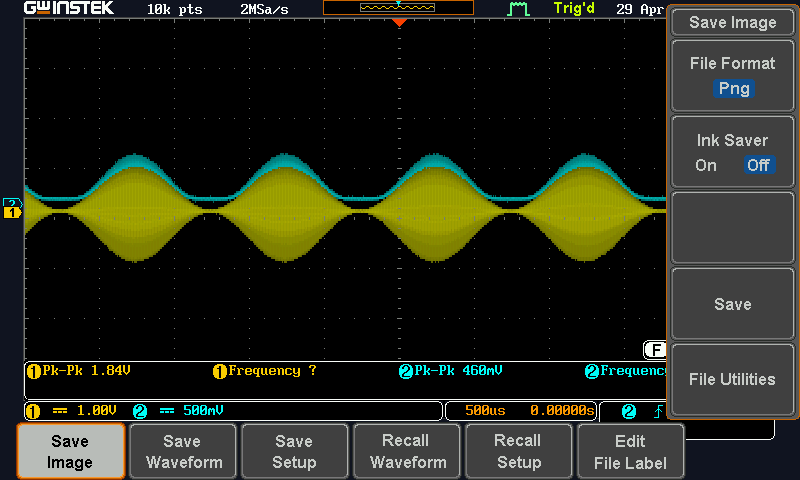 GWINSTEK 10k pts 2MSa/s Trig'd 29 Apr
Save Image
File Format
Png
Ink Saver
On Off
2
1
Save
F
1 Pk-Pk 1.84V 1 Frequency ? 2 Pk-Pk 460mV 2 Frequenc
File Utilities
1 1.00V 2 500mV 500us 0.00000s 2
Save Image
Save Waveform
Save Setup
Recall Waveform
Recall Setup
Edit File Label